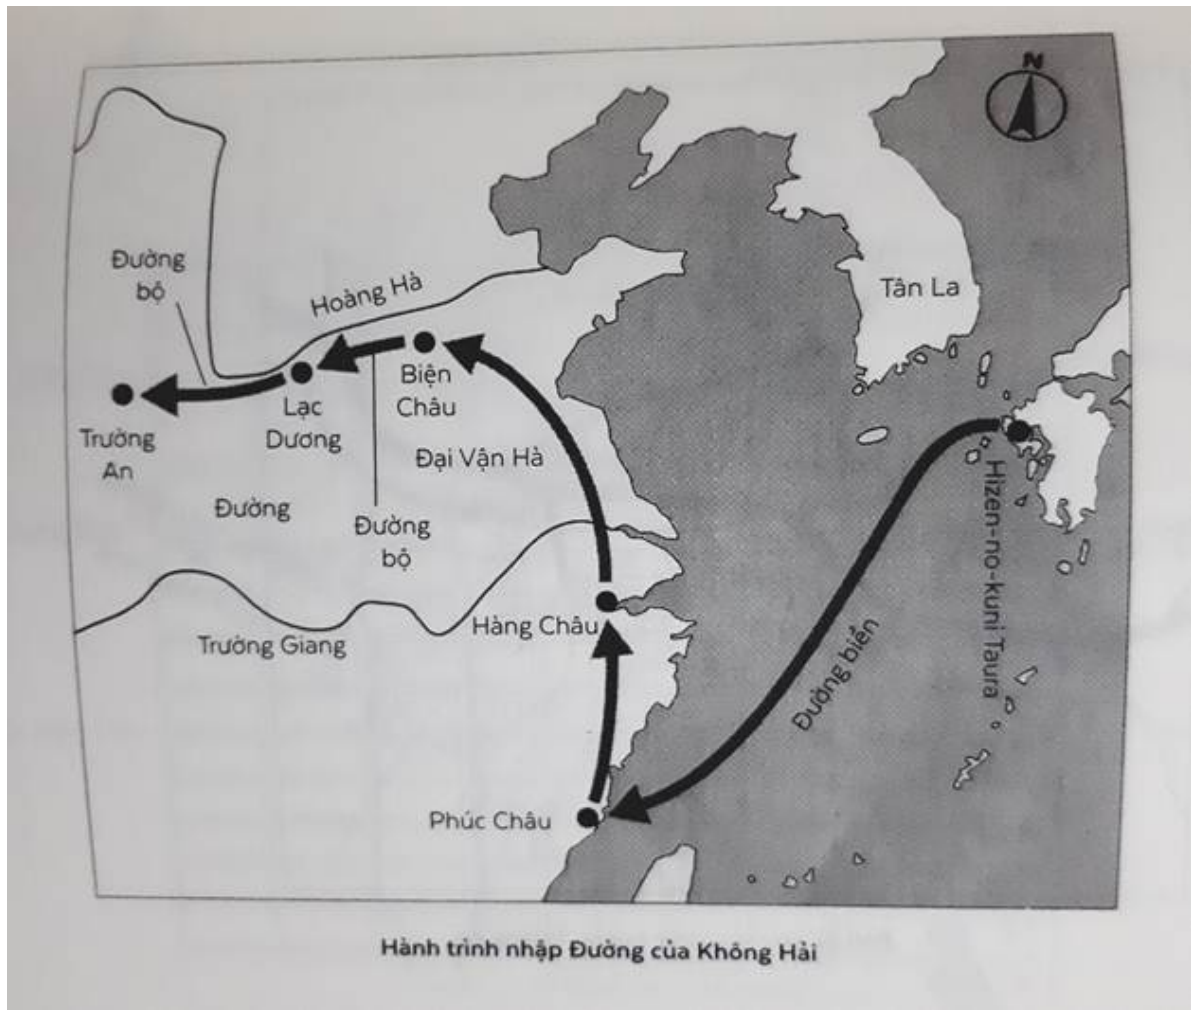 N
Đường
bộ
Hoàng Hà
Tân La
Biện
Châu
Lạc
Dương
Trường
An
Đại Vận Hà
Đường
Đường
bộ
Hizen-no-kuni Taura
Hàng Châu
Trường Giang
Đường biển
Phúc Châu
Hành trình nhập Đường của Không Hải